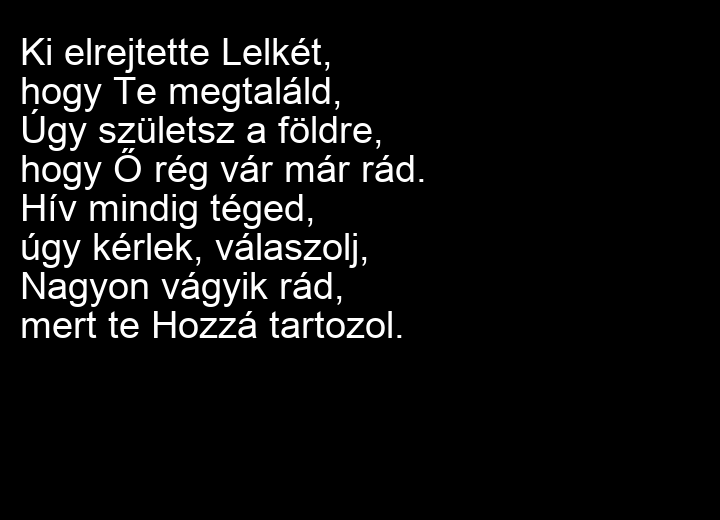 Ki elrejtette Lelkét,
hogy Te megtaláld,
Úgy születsz a földre,
hogy Ő rég vár már rád.
Hív mindig téged,
úgy kérlek, válaszolj,
Nagyon vágyik rád,
mert te Hozzá tartozol.